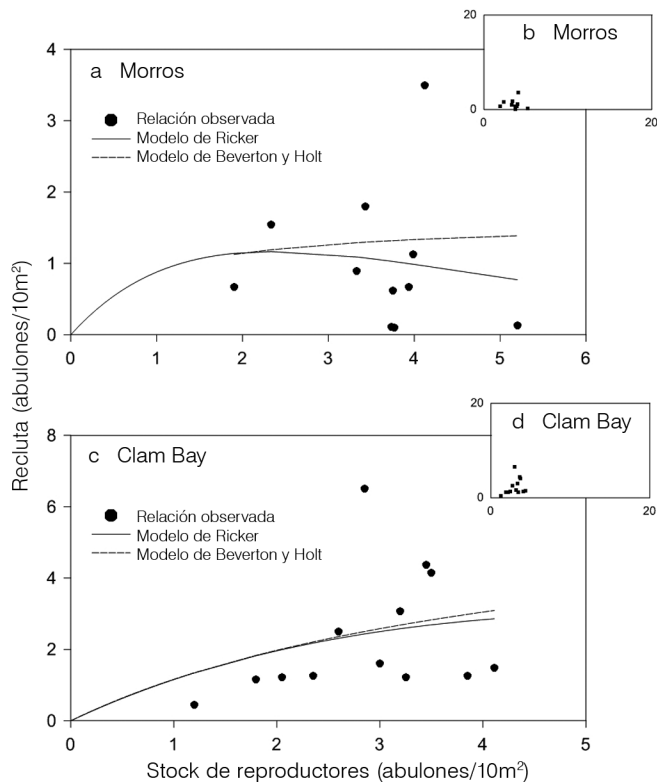 a Morros
Relación observada
Modelo de Ricker
Modelo de Beverton y Holt
4
3
2
1
0
0 1 2 3 4 5 6
b Morros
20
0
0 20
Recluta (abulones/10m²)
c Clam Bay
Relación observada
Modelo de Ricker
Modelo de Beverton y Holt
8
6
4
2
0
0 1 2 3 4 5
d Clam Bay
20
0
0 20
Stock de reproductores (abulones/10m²)